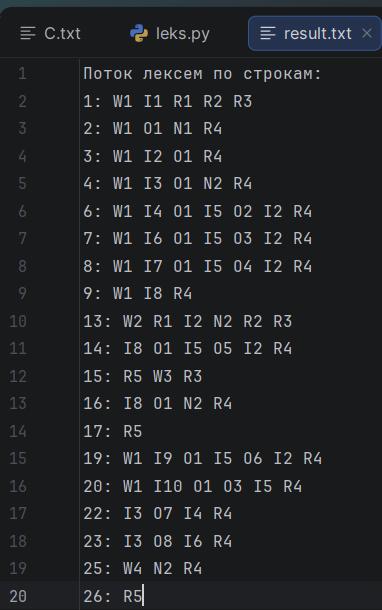 C.txt leks.py result.txt
1 Поток лексем по строкам:
2 1: W1 I1 R1 R2 R3
3 2: W1 O1 N1 R4
4 3: W1 I2 O1 R4
5 4: W1 I3 O1 N2 R4
6 6: W1 I4 O1 I5 O2 I2 R4
7 7: W1 I6 O1 I5 O3 I2 R4
8 8: W1 I7 O1 I5 O4 I2 R4
9 9: W1 I8 R4
10 13: W2 R1 I2 N2 R2 R3
11 14: I8 O1 I5 O5 I2 R4
12 15: R5 W3 R3
13 16: I8 O1 N2 R4
14 17: R5
15 19: W1 I9 O1 I5 O6 I2 R4
16 20: W1 I10 O1 O3 I5 R4
17 22: I3 O7 I4 R4
18 23: I3 O8 I6 R4
19 25: W4 N2 R4
20 26: R5